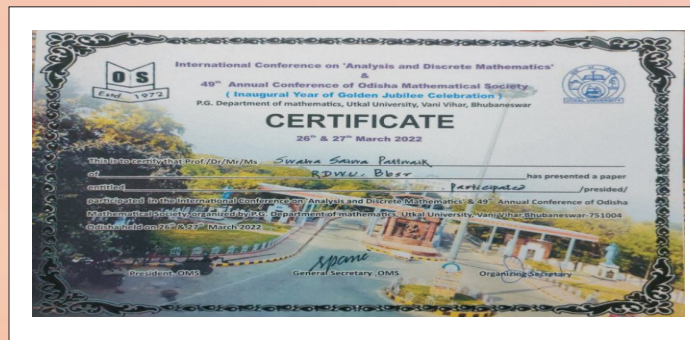 International Conference on 'Analysis and Discrete Mathematics'
&
49th Annual Conference of Odisha Mathematical Society
( Inaugural Year of Golden Jubilee Celebration )
P.G. Department of mathematics, Utkal University, Vani Vihar, Bhubaneswar
OS
Estd. 1972
UTKAL UNIVERSITY
CERTIFICATE
26th & 27th March 2022
This is to certify that Prof./Dr/Mr/Ms Pattnaik
of R.D.W.U. Bbsr has presented a paper
entitled Participated /presided/
participated in the International Conference on 'Analysis and Discrete Mathematics' & 49th Annual Conference of Odisha
Mathematical Society, organized by P.G. Department of mathematics, Utkal University, Vani Vihar, Bhubaneswar-751004
Odisha held on 26th & 27th March 2022
President, OMS General Secretary, OMS Organizing Secretary